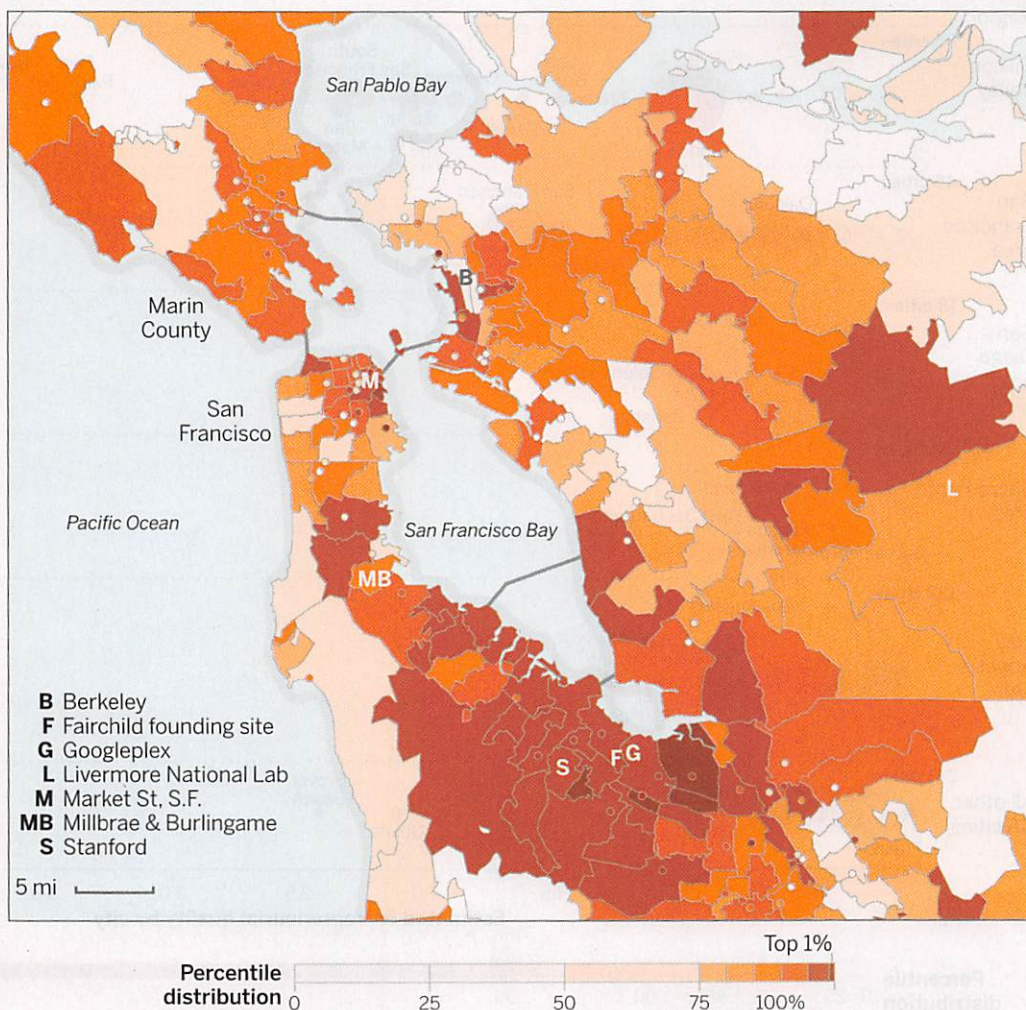 San Pablo Bay
B
Marin
County
M
San
Francisco
L
Pacific Ocean
San Francisco Bay
MB
F G
S
B Berkeley
F Fairchild founding site
G Googleplex
L Livermore National Lab
M Market St, S.F.
MB Millbrae & Burlingame
S Stanford
5 mi
Top 1%
Percentile
distribution
0 25 50 75 100%